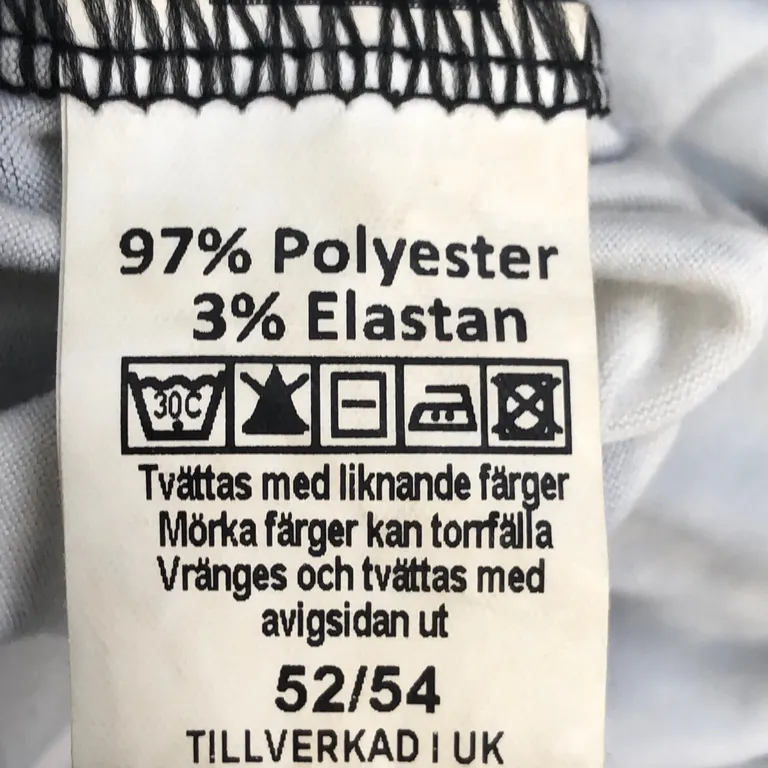 97% Polyester
3% Elastan
30C
Tvättas med liknande färger
Mörka färger kan torrfälla
Vränges och tvättas med
avigsidan ut
52/54
TILLVERKAD I UK